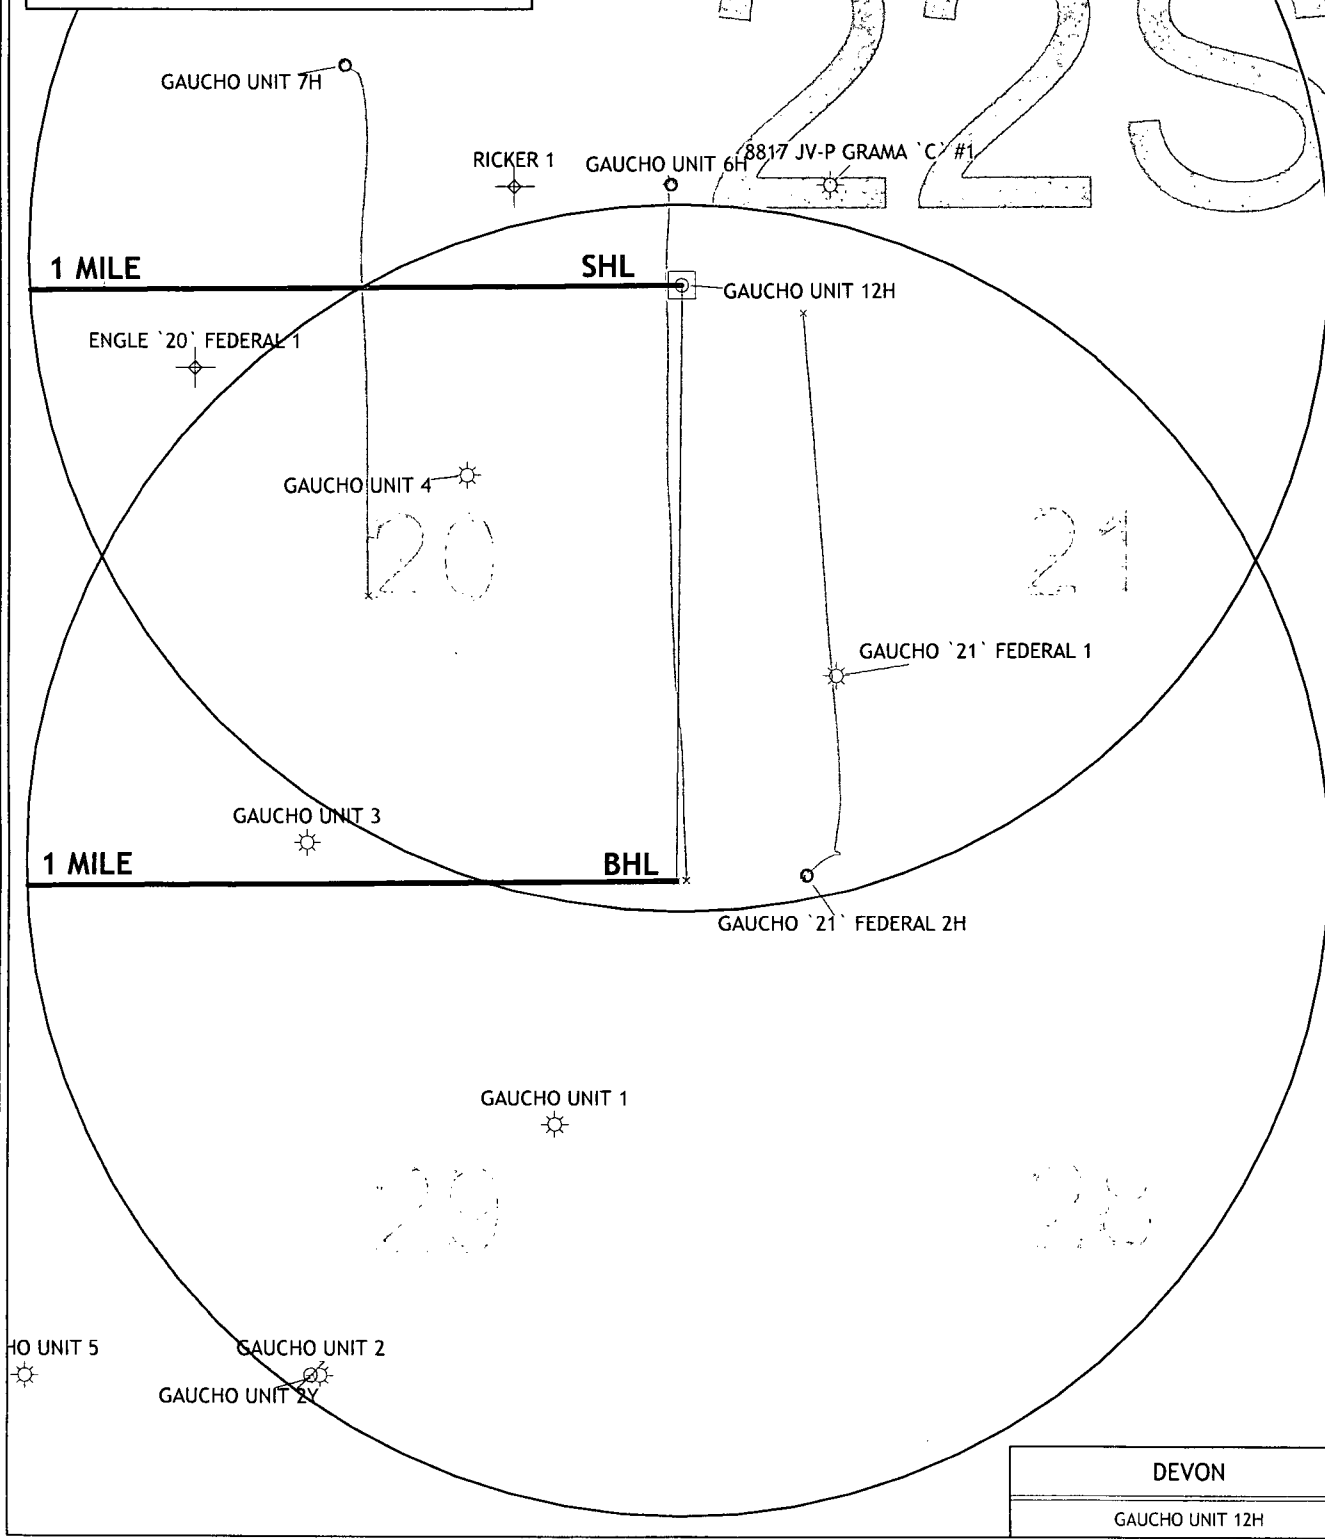 22S
GAUCHO UNIT 7H
RICKER 1
GAUCHO UNIT 6H
8817 JV-P GRAMA `C` #1
1 MILE
SHL
GAUCHO UNIT 12H
ENGLE `20` FEDERAL 1
GAUCHO UNIT 4
20
21
GAUCHO `21` FEDERAL 1
GAUCHO UNIT 3
1 MILE
BHL
GAUCHO `21` FEDERAL 2H
GAUCHO UNIT 1
29
28
HO UNIT 5
GAUCHO UNIT 2
GAUCHO UNIT 2Y
DEVON
GAUCHO UNIT 12H